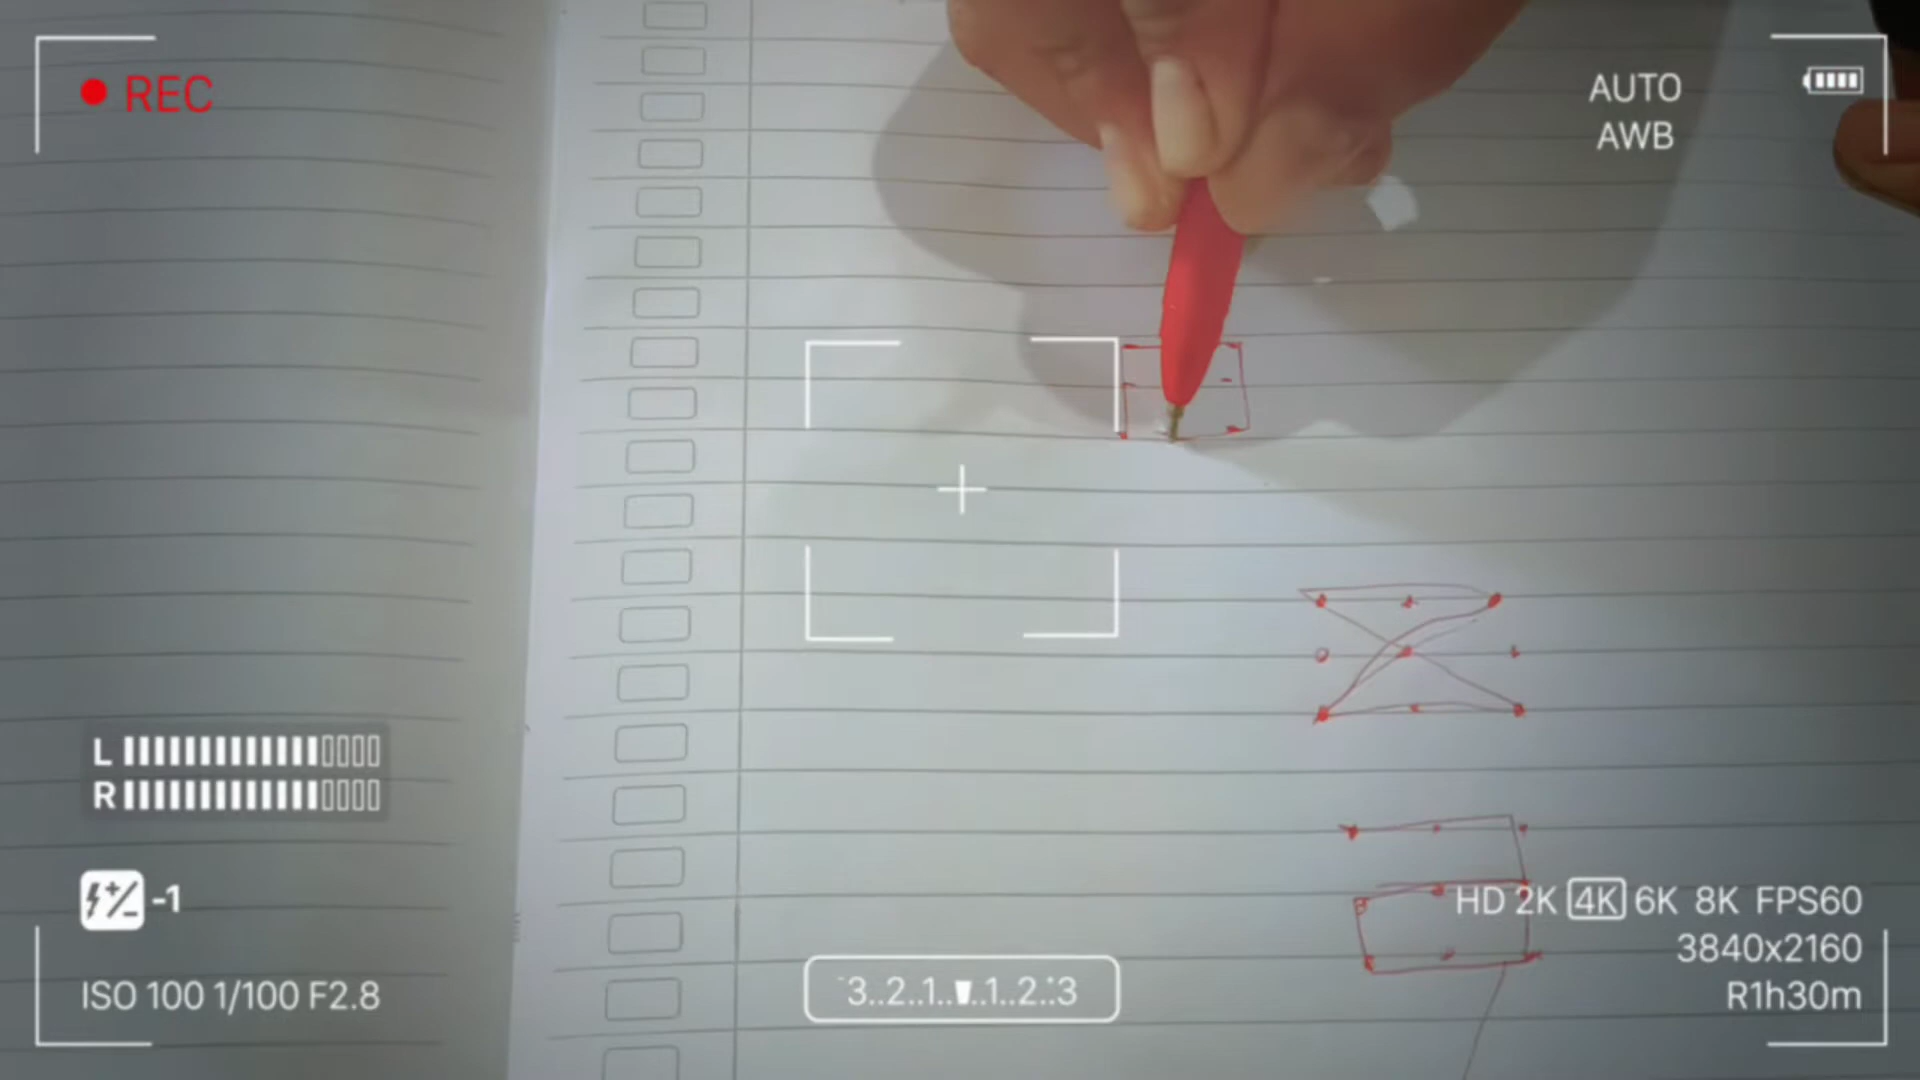 REC
AUTO
AWB
L
R
-1
ISO 100 1/100 F2.8
3..2..1....1..2..3
HD 2K 4K 6K 8K FPS60
3840x2160
R1h30m